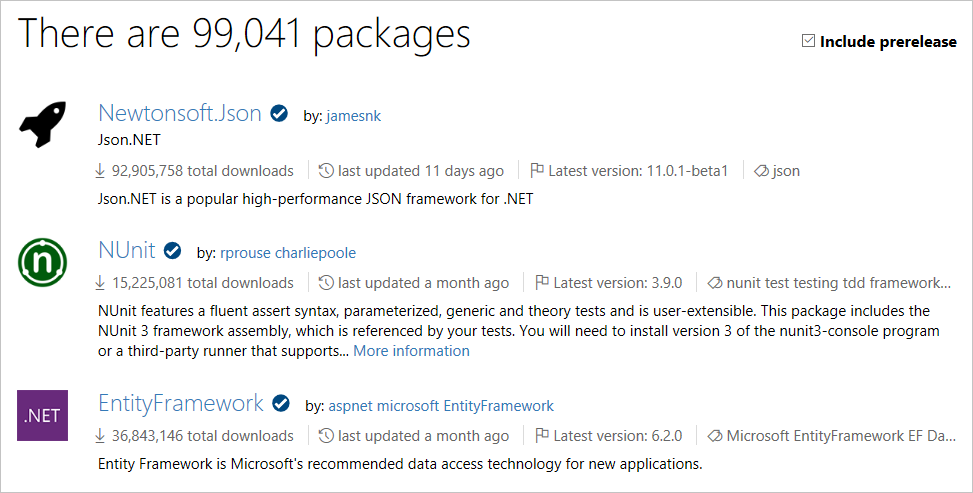 There are 99,041 packages
Include prerelease
Newtonsoft.Json by: jamesnk
Json.NET
92,905,758 total downloads last updated 11 days ago Latest version: 11.0.1-beta1 json
Json.NET is a popular high-performance JSON framework for .NET
n
NUnit by: rprouse charliepoole
15,225,081 total downloads last updated a month ago Latest version: 3.9.0 nunit test testing tdd framework...
NUnit features a fluent assert syntax, parameterized, generic and theory tests and is user-extensible. This package includes the
NUnit 3 framework assembly, which is referenced by your tests. You will need to install version 3 of the nunit3-console program
or a third-party runner that supports... More information
.NET
EntityFramework by: aspnet microsoft EntityFramework
36,843,146 total downloads last updated a month ago Latest version: 6.2.0 Microsoft EntityFramework EF Da...
Entity Framework is Microsoft's recommended data access technology for new applications.